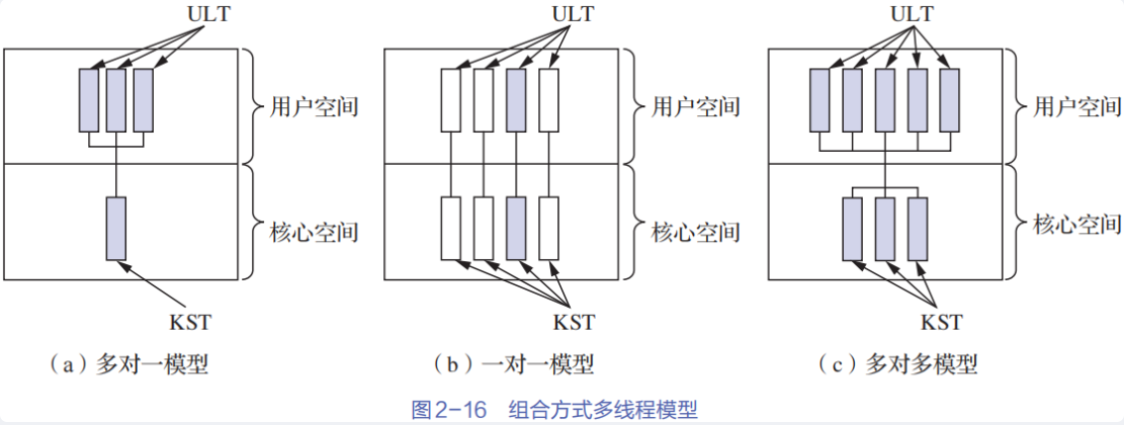 ULT
ULT
ULT
用户空间
用户空间
用户空间
核心空间
核心空间
核心空间
KST
KST
KST
（a）多对一模型
（b）一对一模型
（c）多对多模型
图2-16 组合方式多线程模型